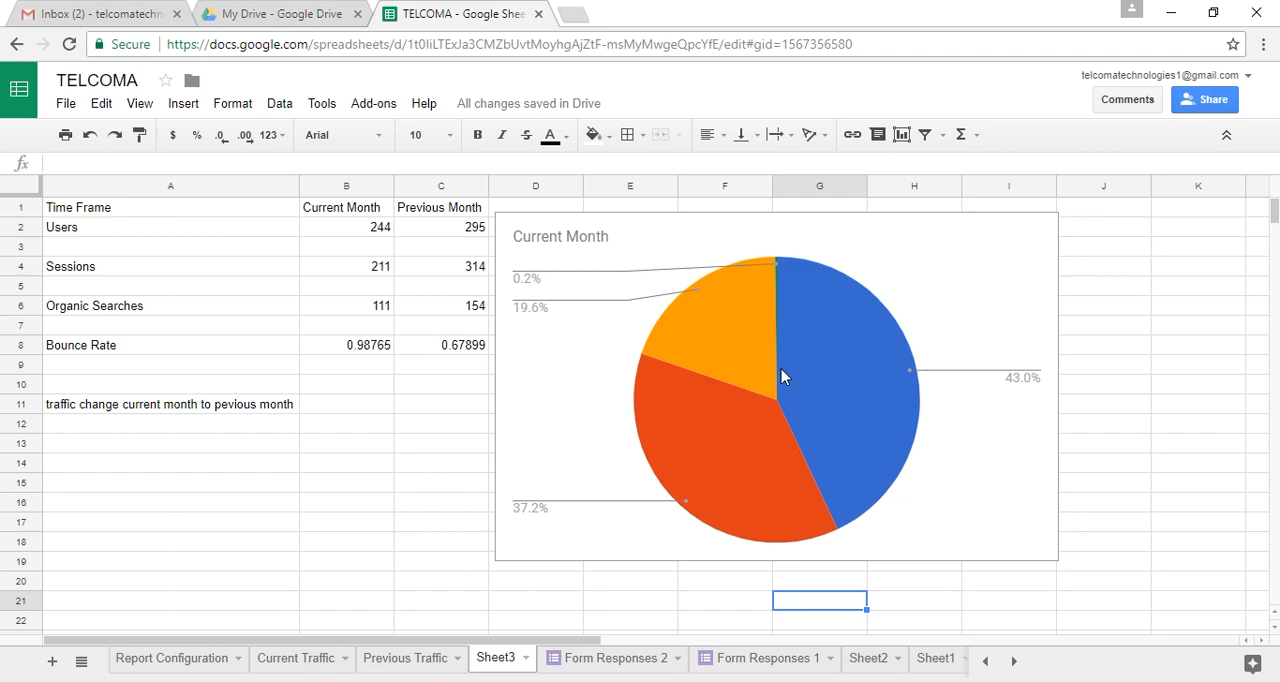 Inbox (2) - telcomatechn
My Drive - Google Drive
TELCOMA - Google Shee
Secure
https://docs.google.com/spreadsheets/d/1t0liLTExJa3CMZbUvtMoyhgAjZtF-msMyMwgeQpcYfE/edit#gid=1567356580
TELCOMA
telcomatechnologies1@gmail.com
File Edit View Insert Format Data Tools Add-ons Help All changes saved in Drive
Comments Share
$ % .0 .00 123 Arial 10 B I S A Σ
fx
A B C D E F G H I J K
1 Time Frame Current Month Previous Month
2 Users 244 295
3
4 Sessions 211 314
5
6 Organic Searches 111 154
7
8 Bounce Rate 0.98765 0.67899
9
10
11 traffic change current month to pevious month
12
13
14
15
16
17
18
19
20
21
22
Current Month
0.2%
19.6%
43.0%
37.2%
Report Configuration Current Traffic Previous Traffic Sheet3 Form Responses 2 Form Responses 1 Sheet2 Sheet1